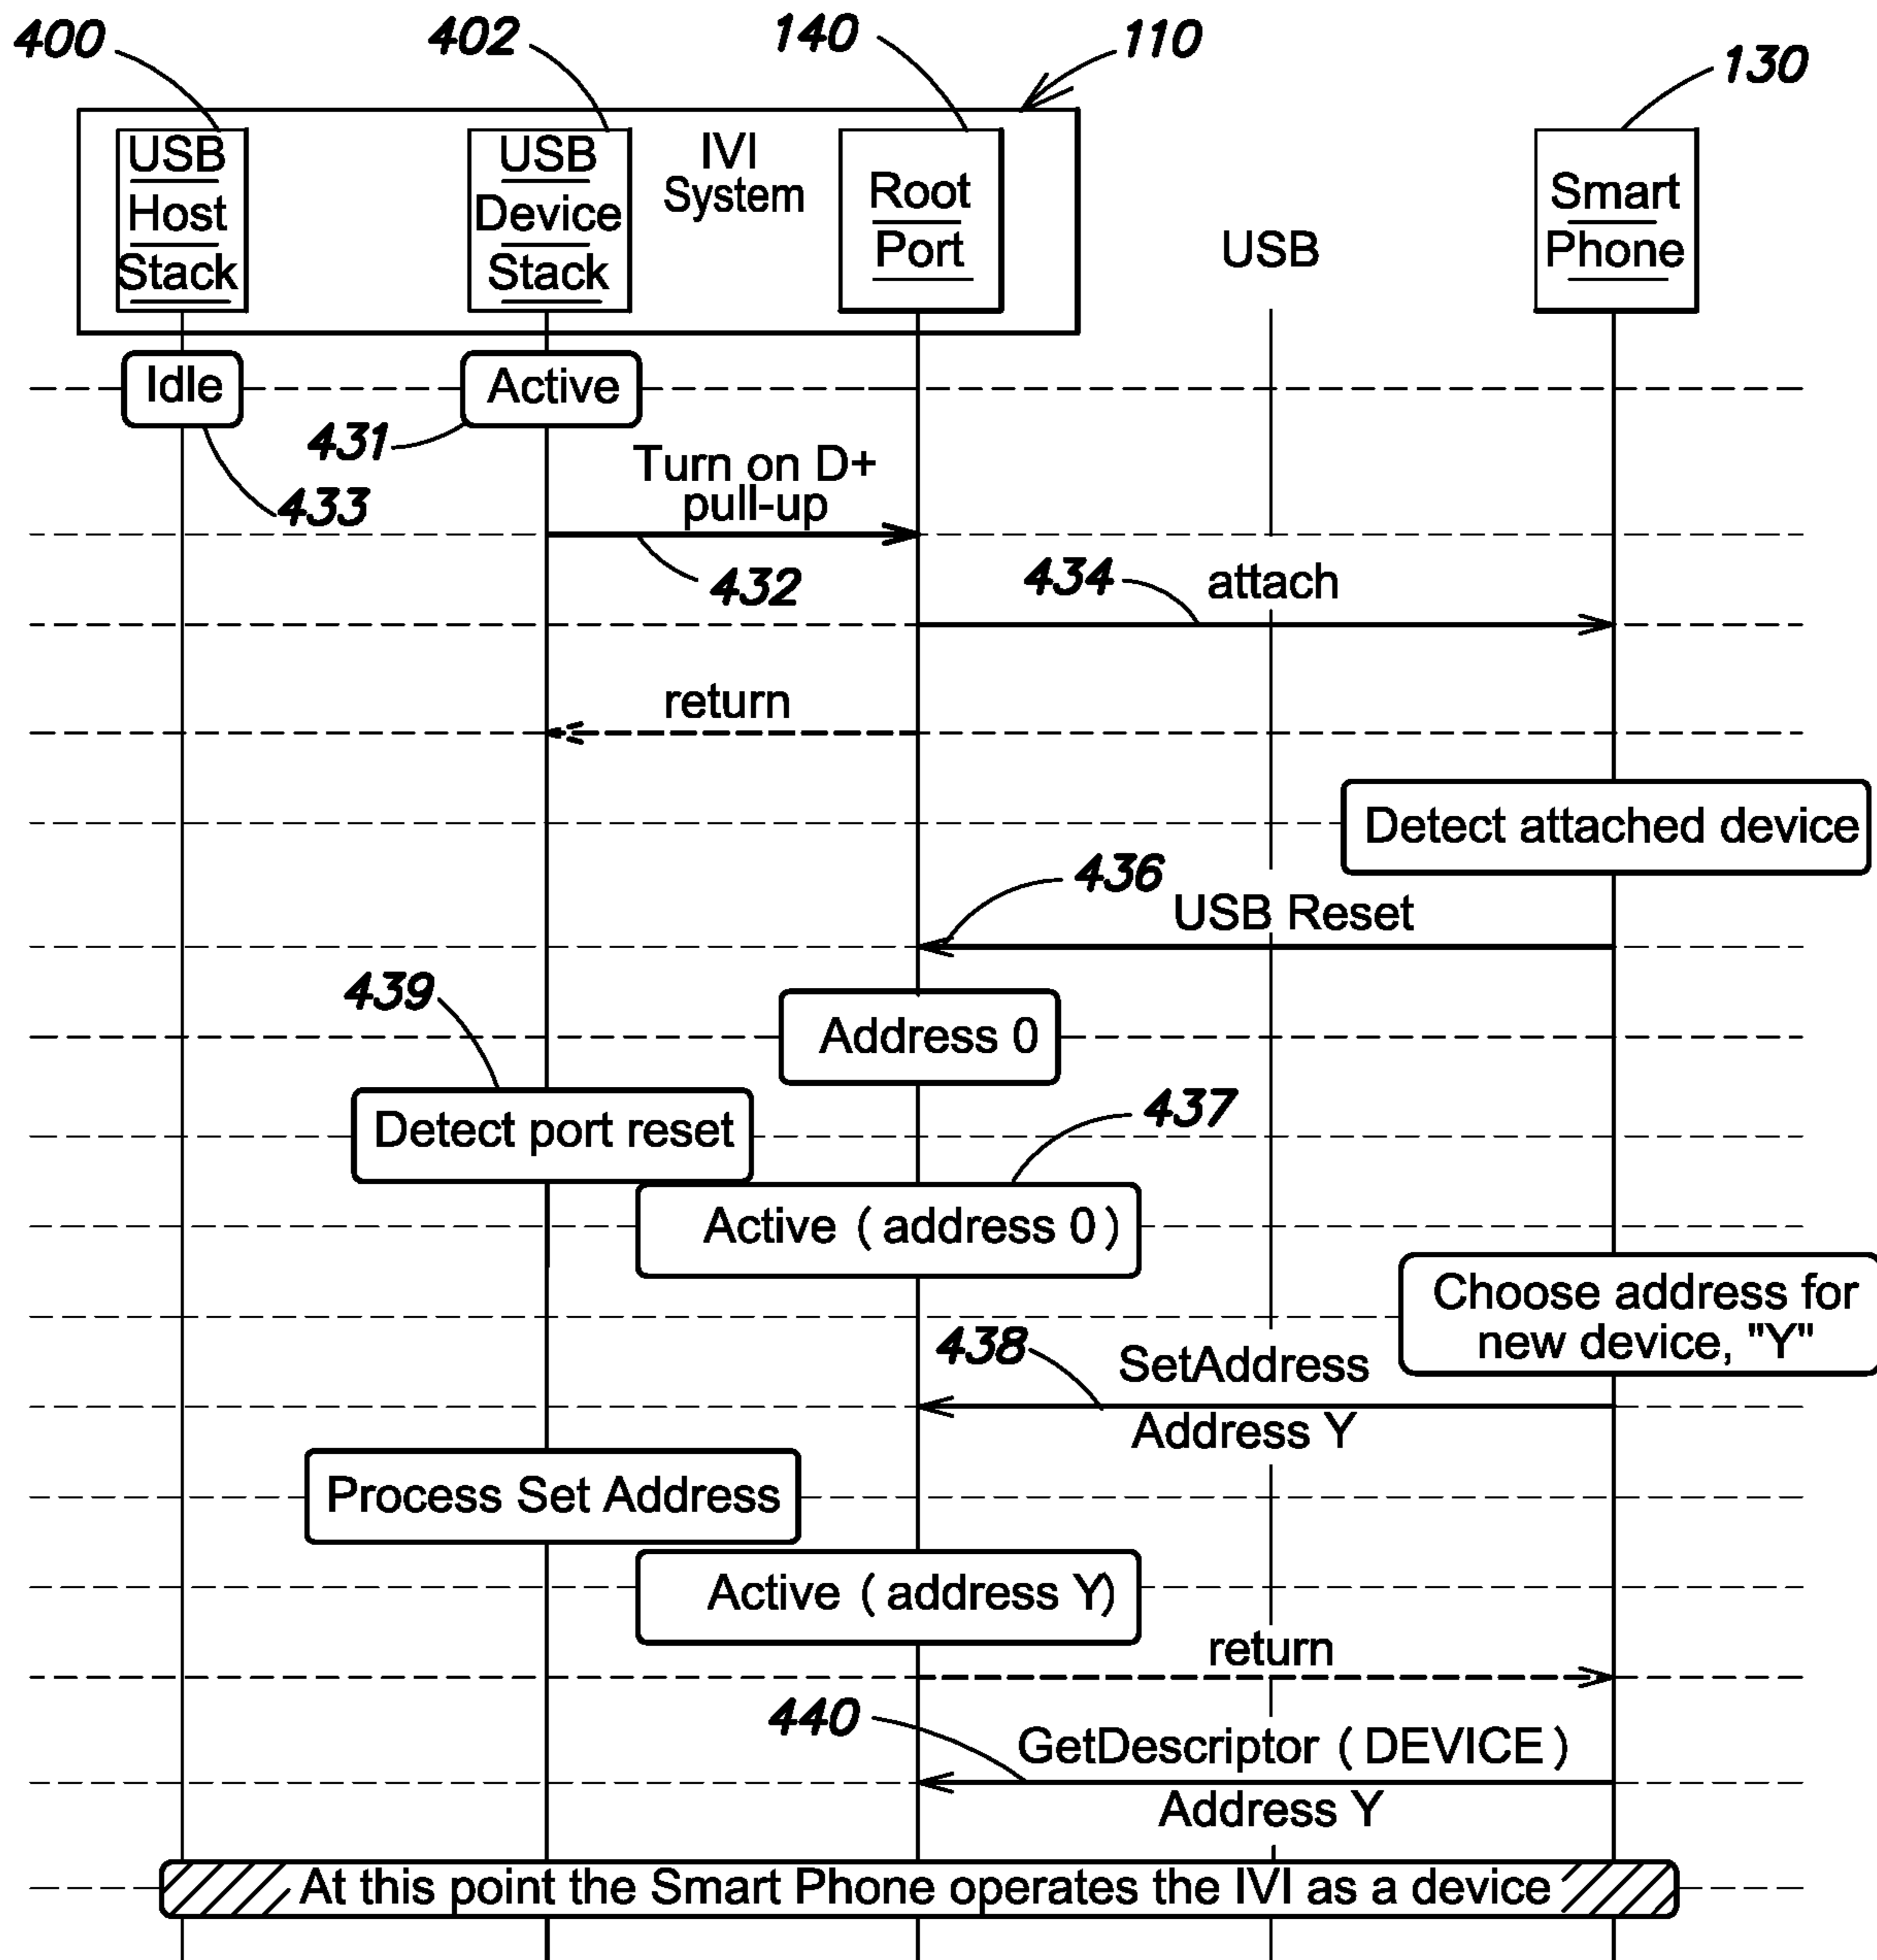 400
402
140
110
130
USB
Host
Stack
USB
Device
Stack
IVI
System
Root
Port
USB
Smart
Phone
Idle
Active
431
433
Turn on D+
pull-up
432
434
attach
return
Detect attached device
436
USB Reset
439
Address 0
Detect port reset
437
Active (address 0)
Choose address for
new device, "Y"
438
SetAddress
Address Y
Process Set Address
Active (address Y)
return
440
GetDescriptor (DEVICE)
Address Y
At this point the Smart Phone operates the IVI as a device